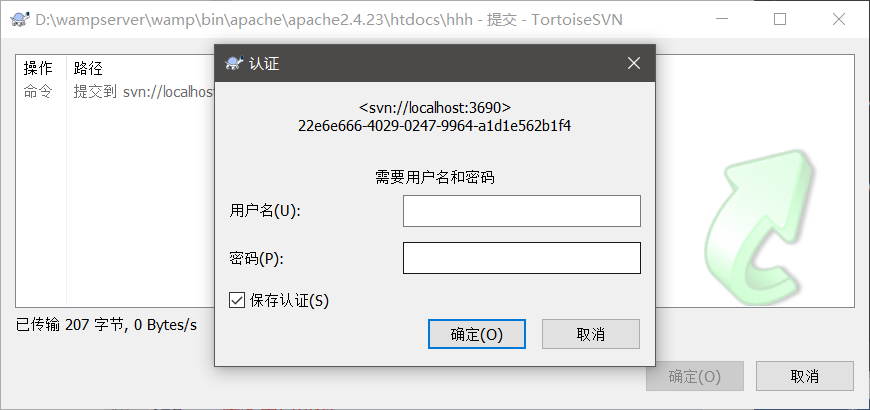 D:\wampserver\wamp\bin\apache\apache2.4.23\htdocs\hhh - 提交 - TortoiseSVN
操作 路径
命令 提交到 svn://localhost
认证
<svn://localhost:3690>
22e6e666-4029-0247-9964-a1d1e562b1f4
需要用户名和密码
用户名(U):
密码(P):
保存认证(S)
确定(O) 取消
已传输 207 字节, 0 Bytes/s
确定(O) 取消